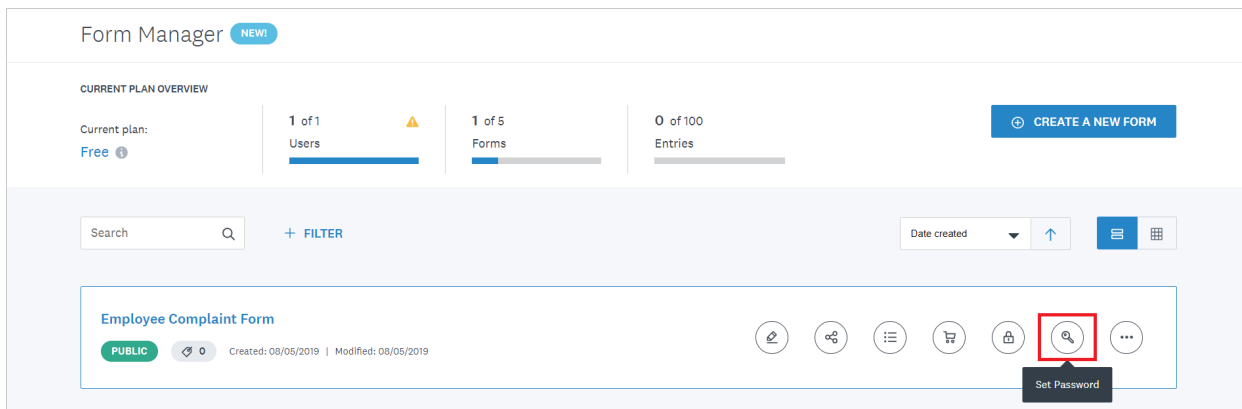 Form Manager NEW!
CURRENT PLAN OVERVIEW
Current plan:
Free
1 of 1
Users
1 of 5
Forms
0 of 100
Entries
CREATE A NEW FORM
Search
+ FILTER
Date created
Employee Complaint Form
PUBLIC 0 Created: 08/05/2019 | Modified: 08/05/2019
Set Password